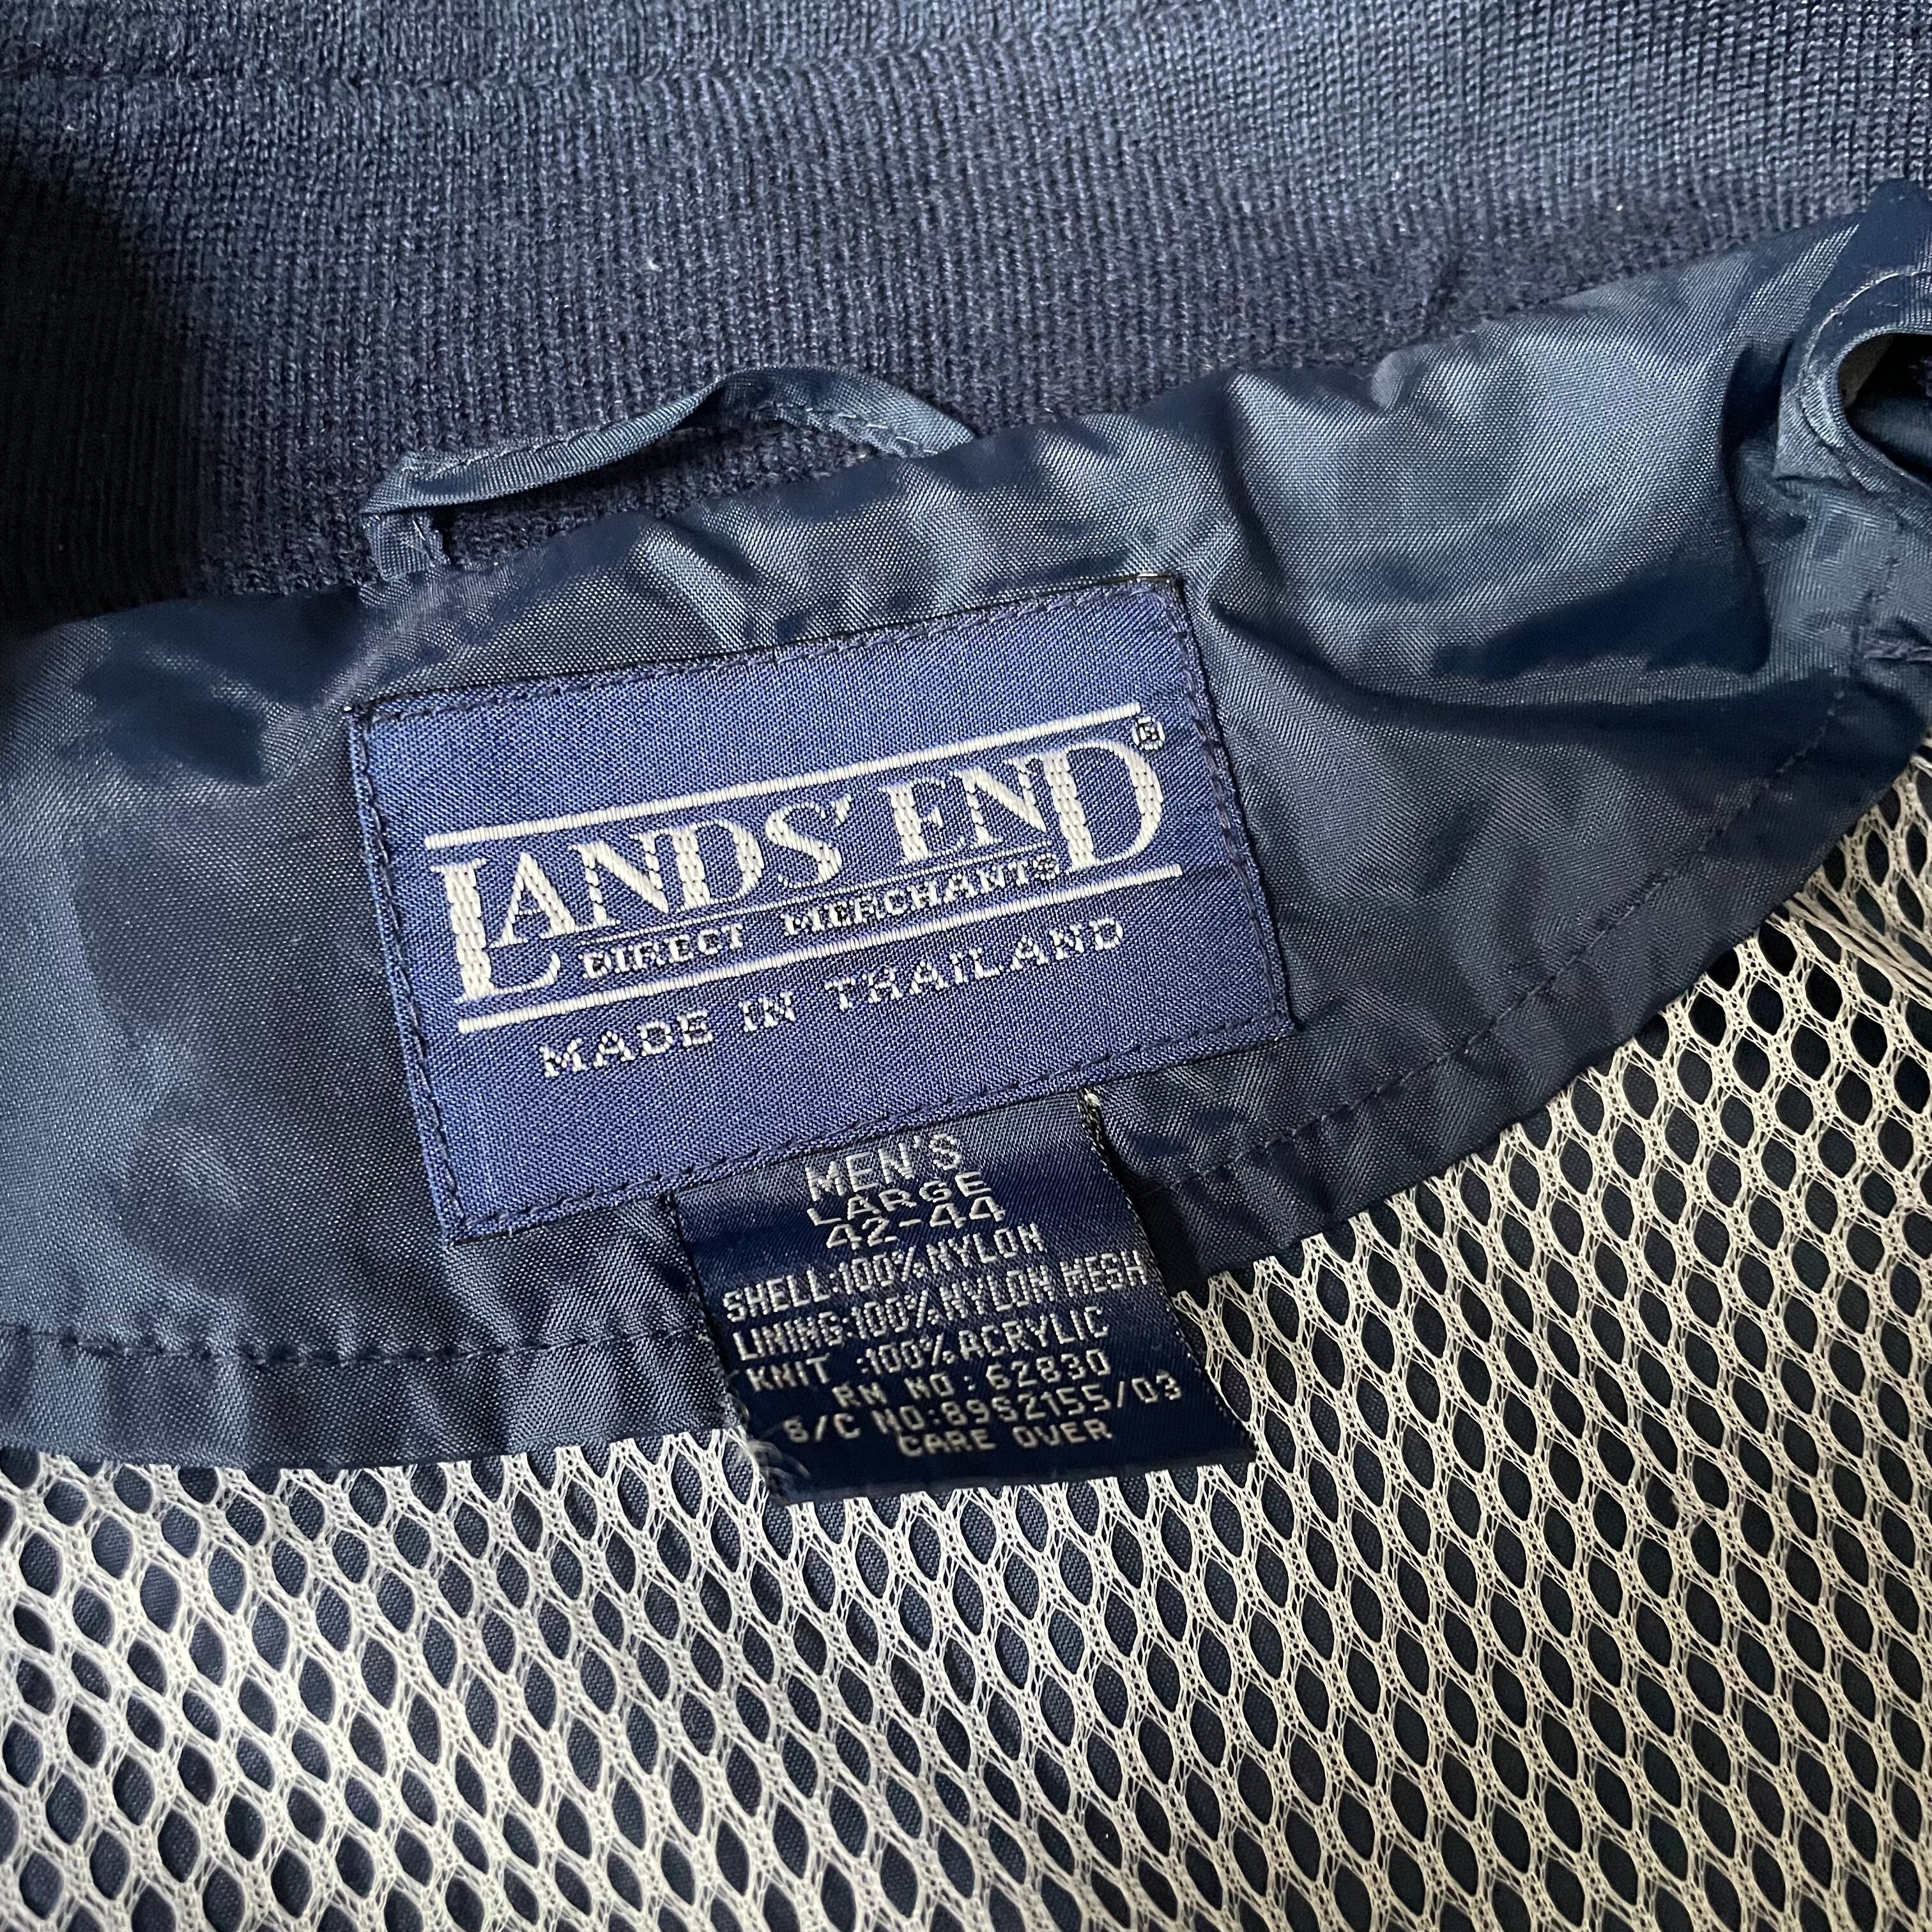 LANDS' END®
DIRECT MERCHANTS
MADE IN THAILAND
MEN'S
LARGE
42-44
SHELL:100%NYLON
LINING:100%NYLON MESH
KNIT :100%ACRYLIC
RN NO:62830
S/C NO:8952155/03
CARE OVER